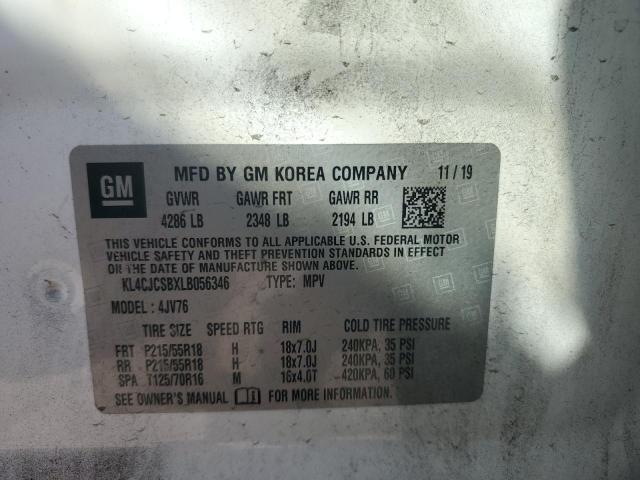 GM
MFD BY GM KOREA COMPANY 11/19
GVWR GAWR FRT GAWR RR
4286 LB 2348 LB 2194 LB
THIS VEHICLE CONFORMS TO ALL APPLICABLE U.S. FEDERAL MOTOR
VEHICLE SAFETY AND THEFT PREVENTION STANDARDS IN EFFECT
ON THE DATE OF MANUFACTURE SHOWN ABOVE.
KL4CJCSBXLB056346 TYPE: MPV
MODEL: 4JV76
TIRE SIZE SPEED RTG RIM COLD TIRE PRESSURE
FRT P215/55R18 H 18x7.0J 240KPA, 35 PSI
RR P215/55R18 H 18x7.0J 240KPA, 35 PSI
SPA T125/70R16 M 16x4.0T 420KPA, 60 PSI
SEE OWNER'S MANUAL FOR MORE INFORMATION.